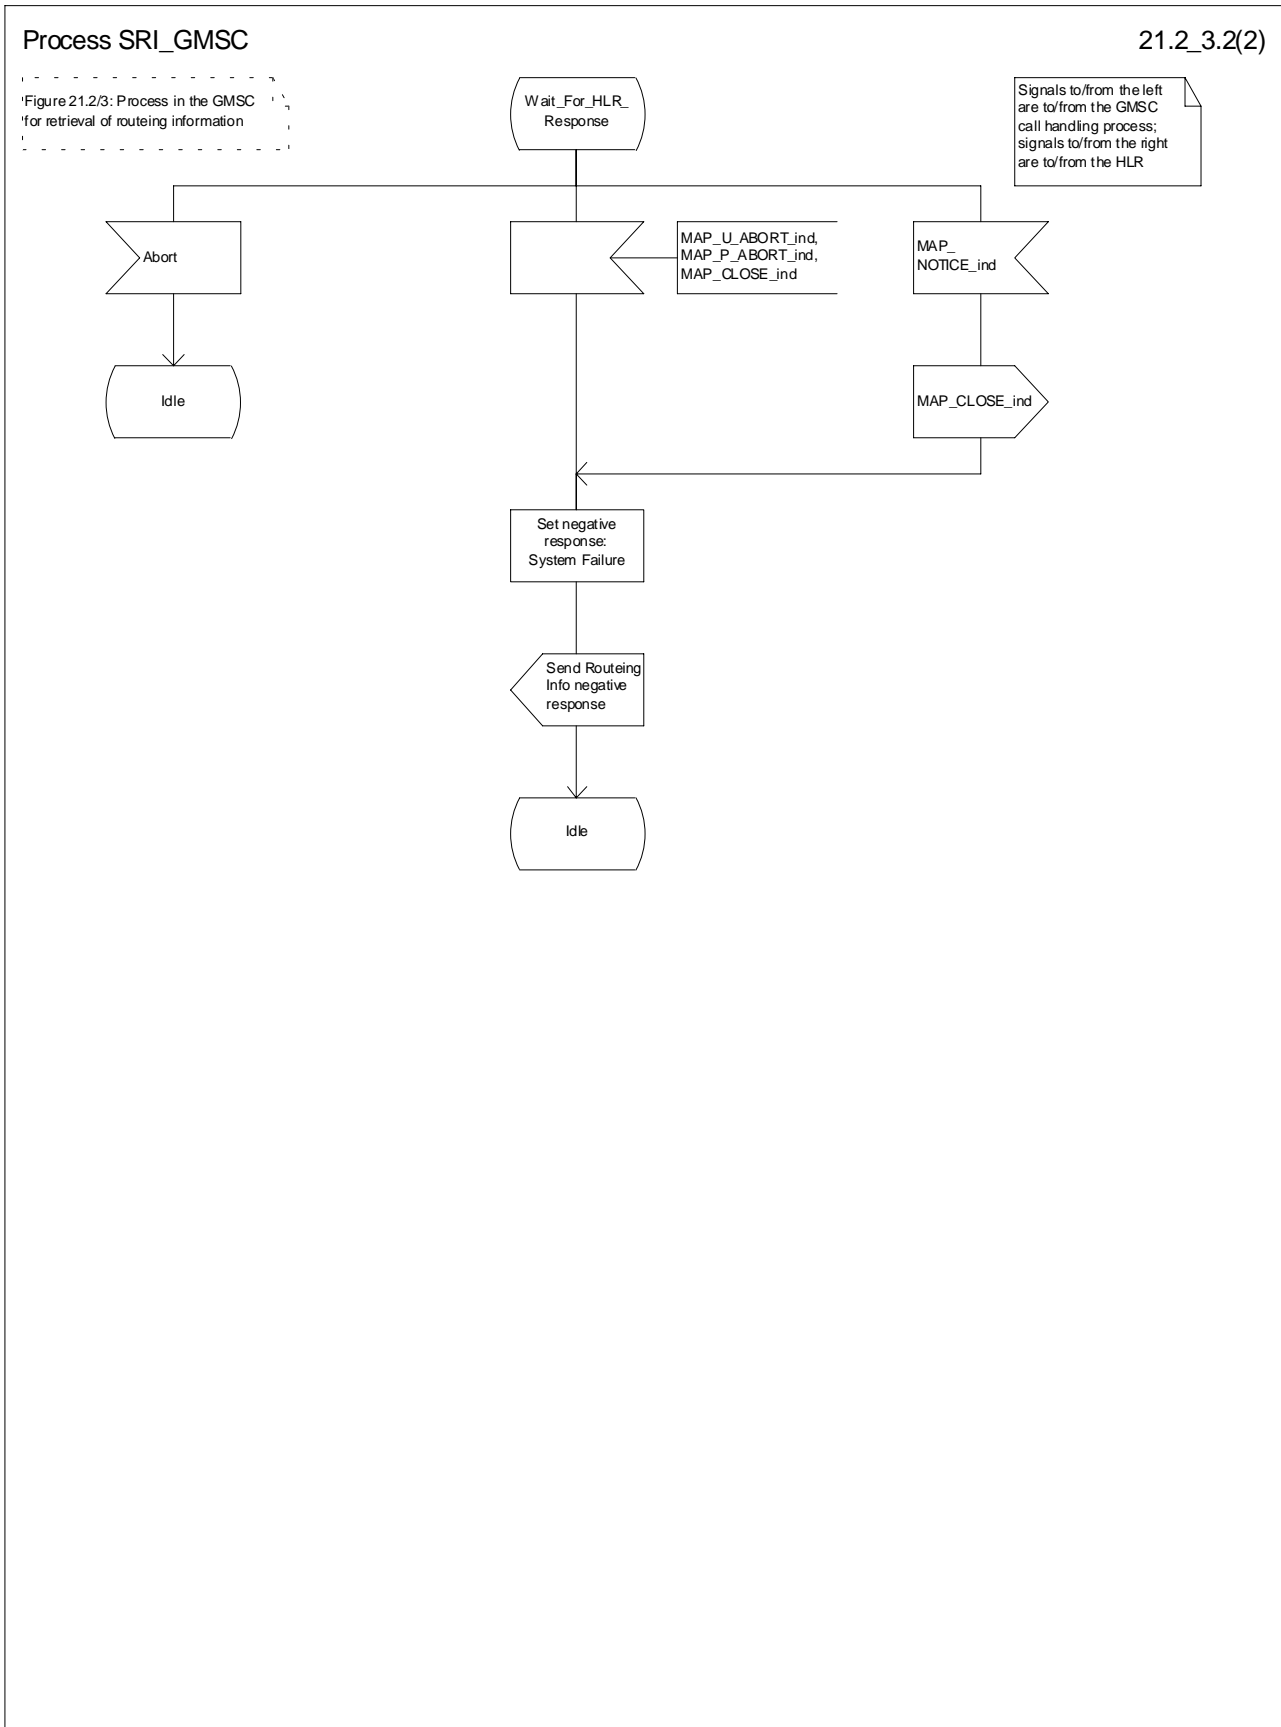 Process SRI_GMSC
21.2_3.2(2)
Figure 21.2/3: Process in the GMSC
for retrieval of routeing information
Wait_For_HLR_
Response
Signals to/from the left
are to/from the GMSC
call handling process;
signals to/from the right
are to/from the HLR
Abort
MAP_U_ABORT_ind,
MAP_P_ABORT_ind,
MAP_CLOSE_ind
MAP_
NOTICE_ind
Idle
MAP_CLOSE_ind
Set negative
response:
System Failure
Send Routeing
Info negative
response
Idle